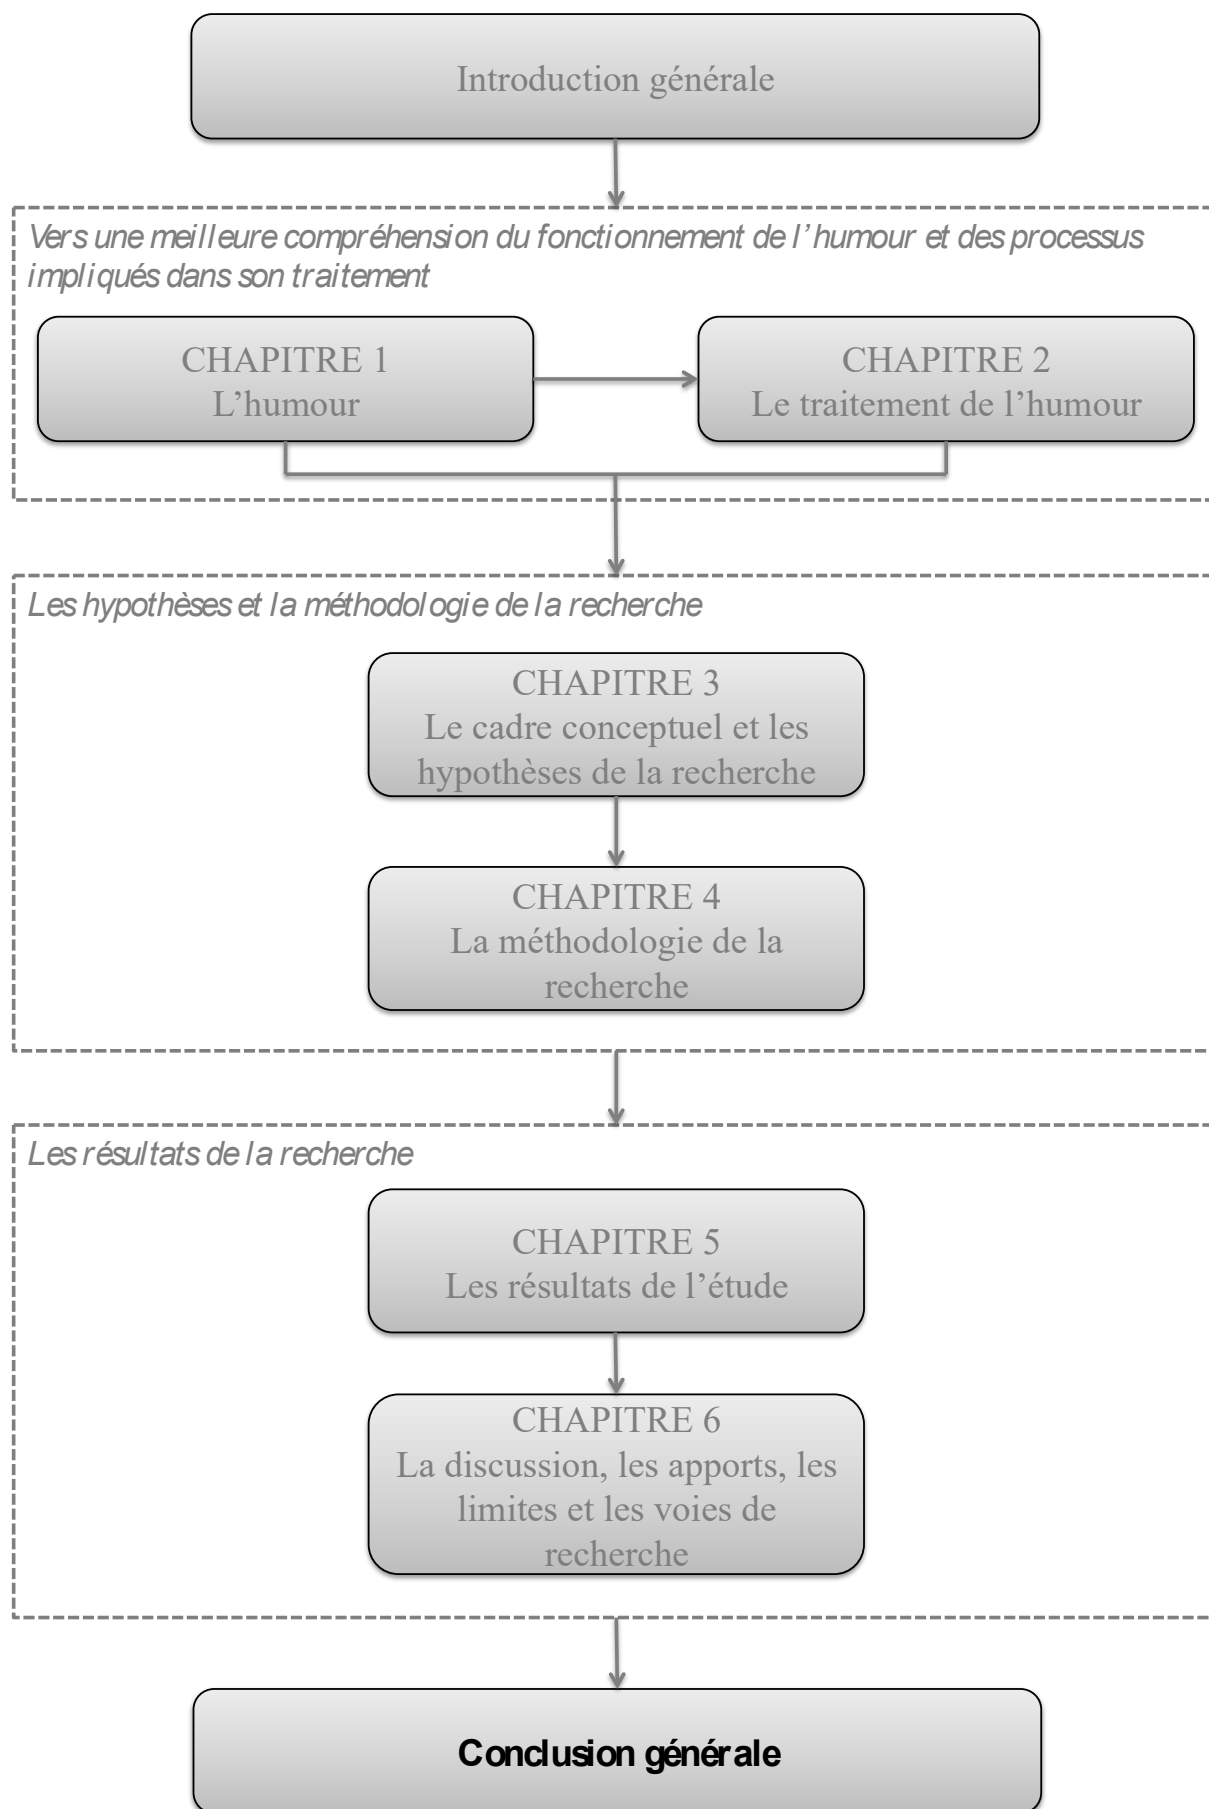 Introduction générale
Vers une meilleure compréhension du fonctionnement de l’humour et des processus
impliqués dans son traitement
CHAPITRE 1
L’humour
CHAPITRE 2
Le traitement de l’humour
Les hypothèses et la méthodologie de la recherche
CHAPITRE 3
Le cadre conceptuel et les
hypothèses de la recherche
CHAPITRE 4
La méthodologie de la
recherche
Les résultats de la recherche
CHAPITRE 5
Les résultats de l’étude
CHAPITRE 6
La discussion, les apports, les
limites et les voies de
recherche
Conclusion générale